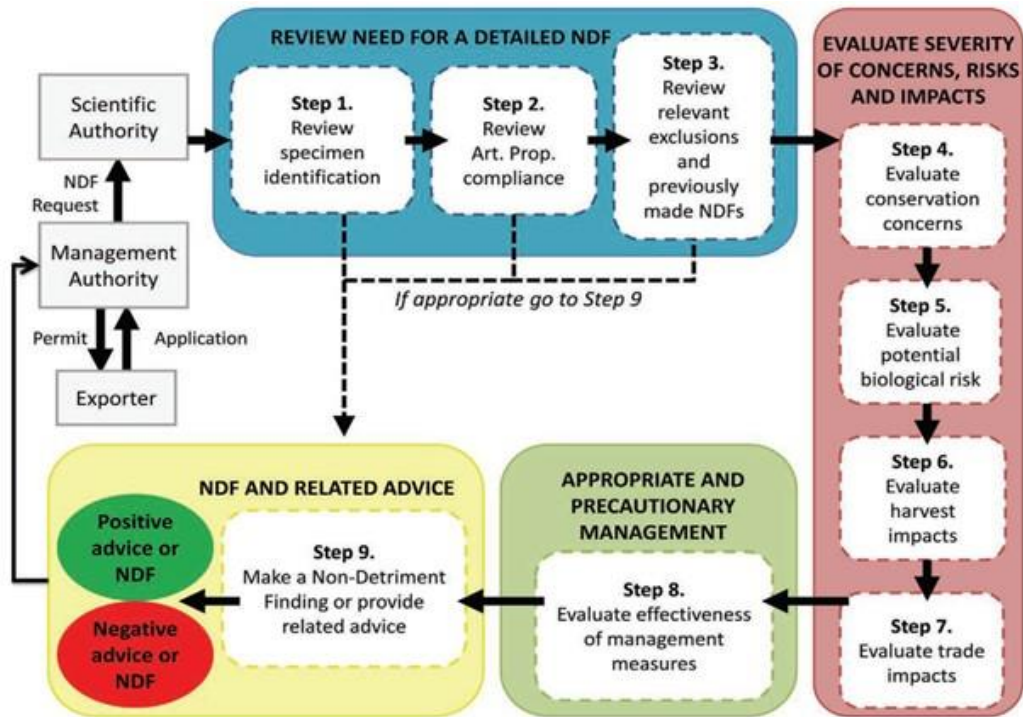 REVIEW NEED FOR A DETAILED NDF
Step 1.
Review
specimen
identification
Step 2.
Review
Art. Prop.
compliance
Step 3.
Review
relevant
exclusions
and
previously
made NDFs
EVALUATE SEVERITY
OF CONCERNS, RISKS
AND IMPACTS
Step 4.
Evaluate
conservation
concerns
Step 5.
Evaluate
potential
biological risk
Step 6.
Evaluate
harvest
impacts
Step 7.
Evaluate trade
impacts
Scientific
Authority
NDF
Request
Management
Authority
Permit
Application
Exporter
If appropriate go to Step 9
APPROPRIATE AND
PRECAUTIONARY
MANAGEMENT
Step 8.
Evaluate effectiveness
of management
measures
NDF AND RELATED ADVICE
Step 9.
Make a Non-Detriment
Finding or provide
related advice
Positive
advice or
NDF
Negative
advice or
NDF